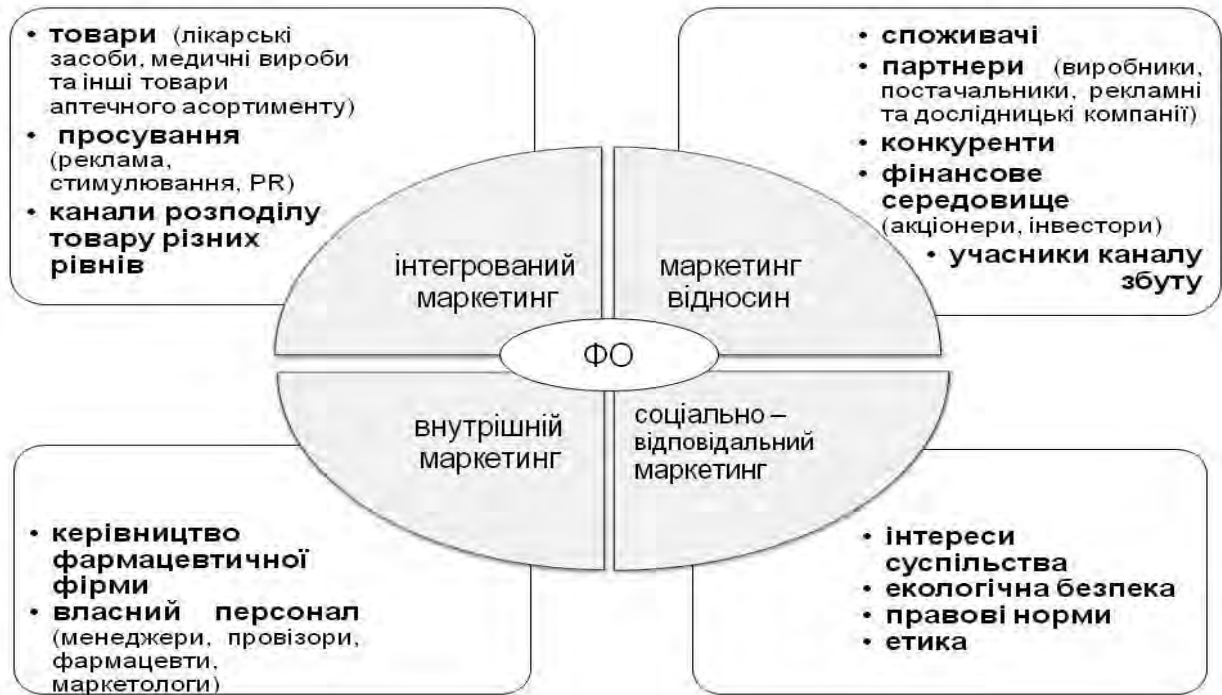 • товари (лікарські
засоби, медичні вироби
та інші товари
аптечного асортименту)
• просування
(реклама,
стимулювання, PR)
• канали розподілу
товару різних
рівнів
• споживачі
• партнери (виробники,
постачальники, рекламні
та дослідницькі компанії)
• конкуренти
• фінансове
середовище
(акціонери, інвестори)
• учасники каналу
збуту
інтегрований
маркетинг
маркетинг
відносин
ФО
внутрішній
маркетинг
соціально –
відповідальний
маркетинг
• керівництво
фармацевтичної
фірми
• власний персонал
(менеджери, провізори,
фармацевти,
маркетологи)
• інтереси
суспільства
• екологічна безпека
• правові норми
• етика